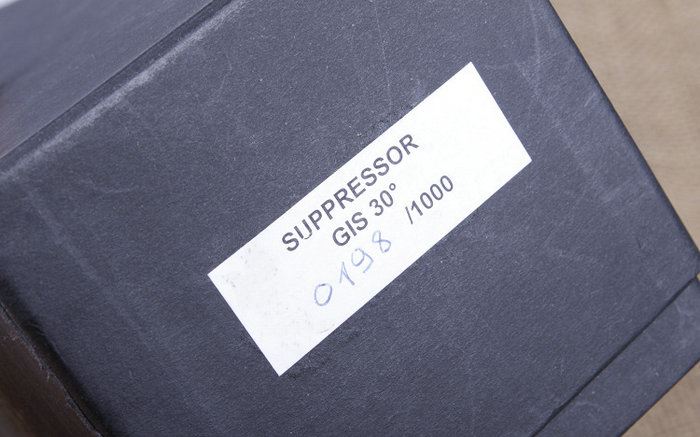 SUPPRESSOR
GIS 30°
0198 /1000